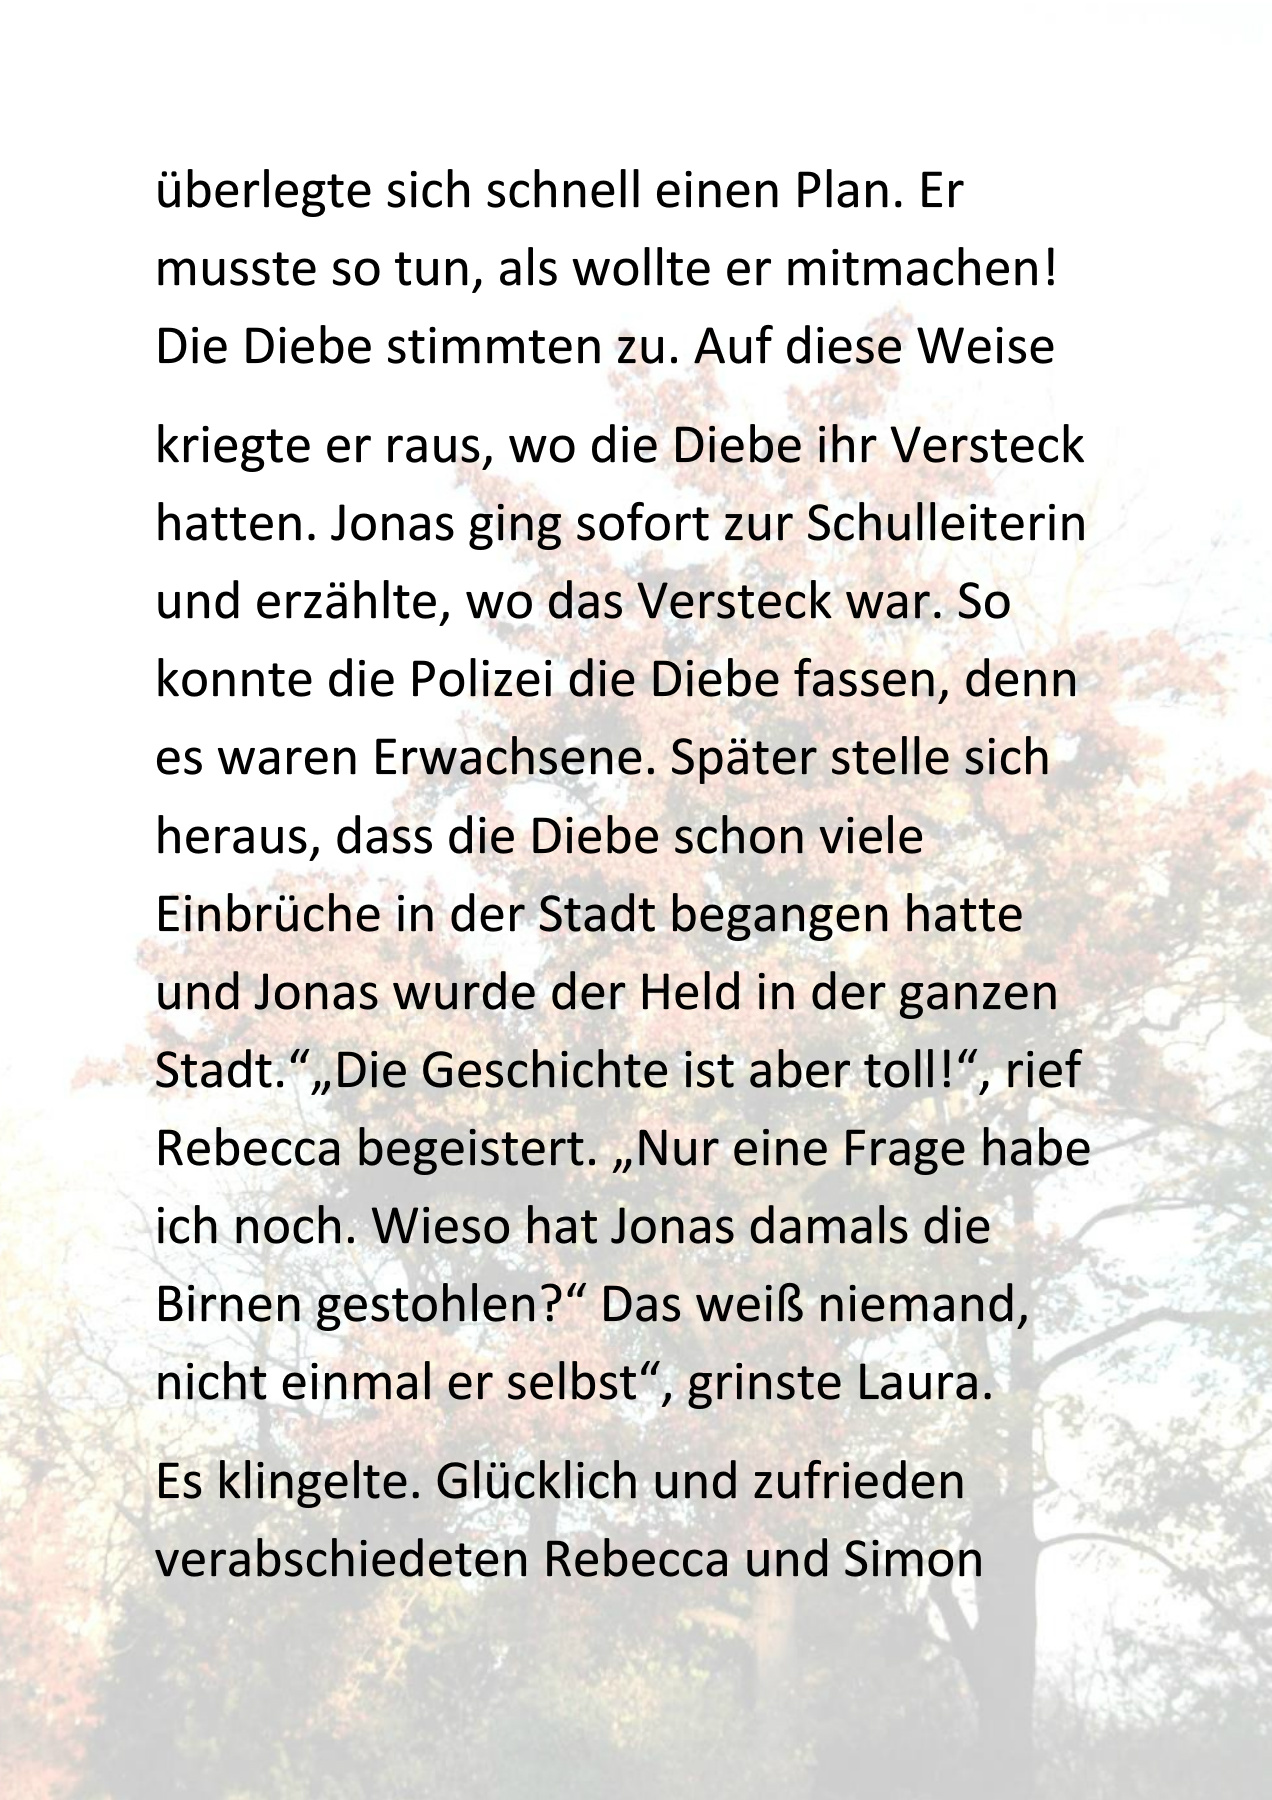 überlegte sich schnell einen Plan. Er
musste so tun, als wollte er mitmachen!
Die Diebe stimmten zu. Auf diese Weise
kriegte er raus, wo die Diebe ihr Versteck
hatten. Jonas ging sofort zur Schulleiterin
und erzählte, wo das Versteck war. So
konnte die Polizei die Diebe fassen, denn
es waren Erwachsene. Später stelle sich
heraus, dass die Diebe schon viele
Einbrüche in der Stadt begangen hatte
und Jonas wurde der Held in der ganzen
Stadt.“„Die Geschichte ist aber toll!“, rief
Rebecca begeistert. „Nur eine Frage habe
ich noch. Wieso hat Jonas damals die
Birnen gestohlen?“ Das weiß niemand,
nicht einmal er selbst“, grinste Laura.
Es klingelte. Glücklich und zufrieden
verabschiedeten Rebecca und Simon